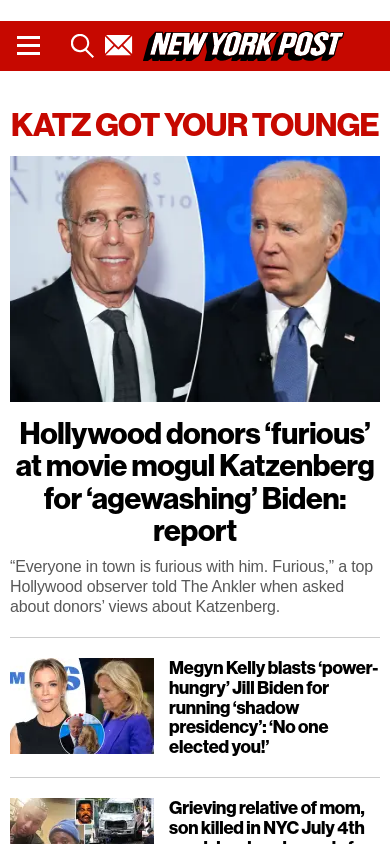 NEW YORK POST
KATZ GOT YOUR TOUNGE
Hollywood donors ‘furious’
at movie mogul Katzenberg
for ‘agewashing’ Biden:
report
“Everyone in town is furious with him. Furious,” a top
Hollywood observer told The Ankler when asked
about donors’ views about Katzenberg.
Megyn Kelly blasts ‘power-
hungry’ Jill Biden for
running ‘shadow
presidency’: ‘No one
elected you!’
Grieving relative of mom,
son killed in NYC July 4th